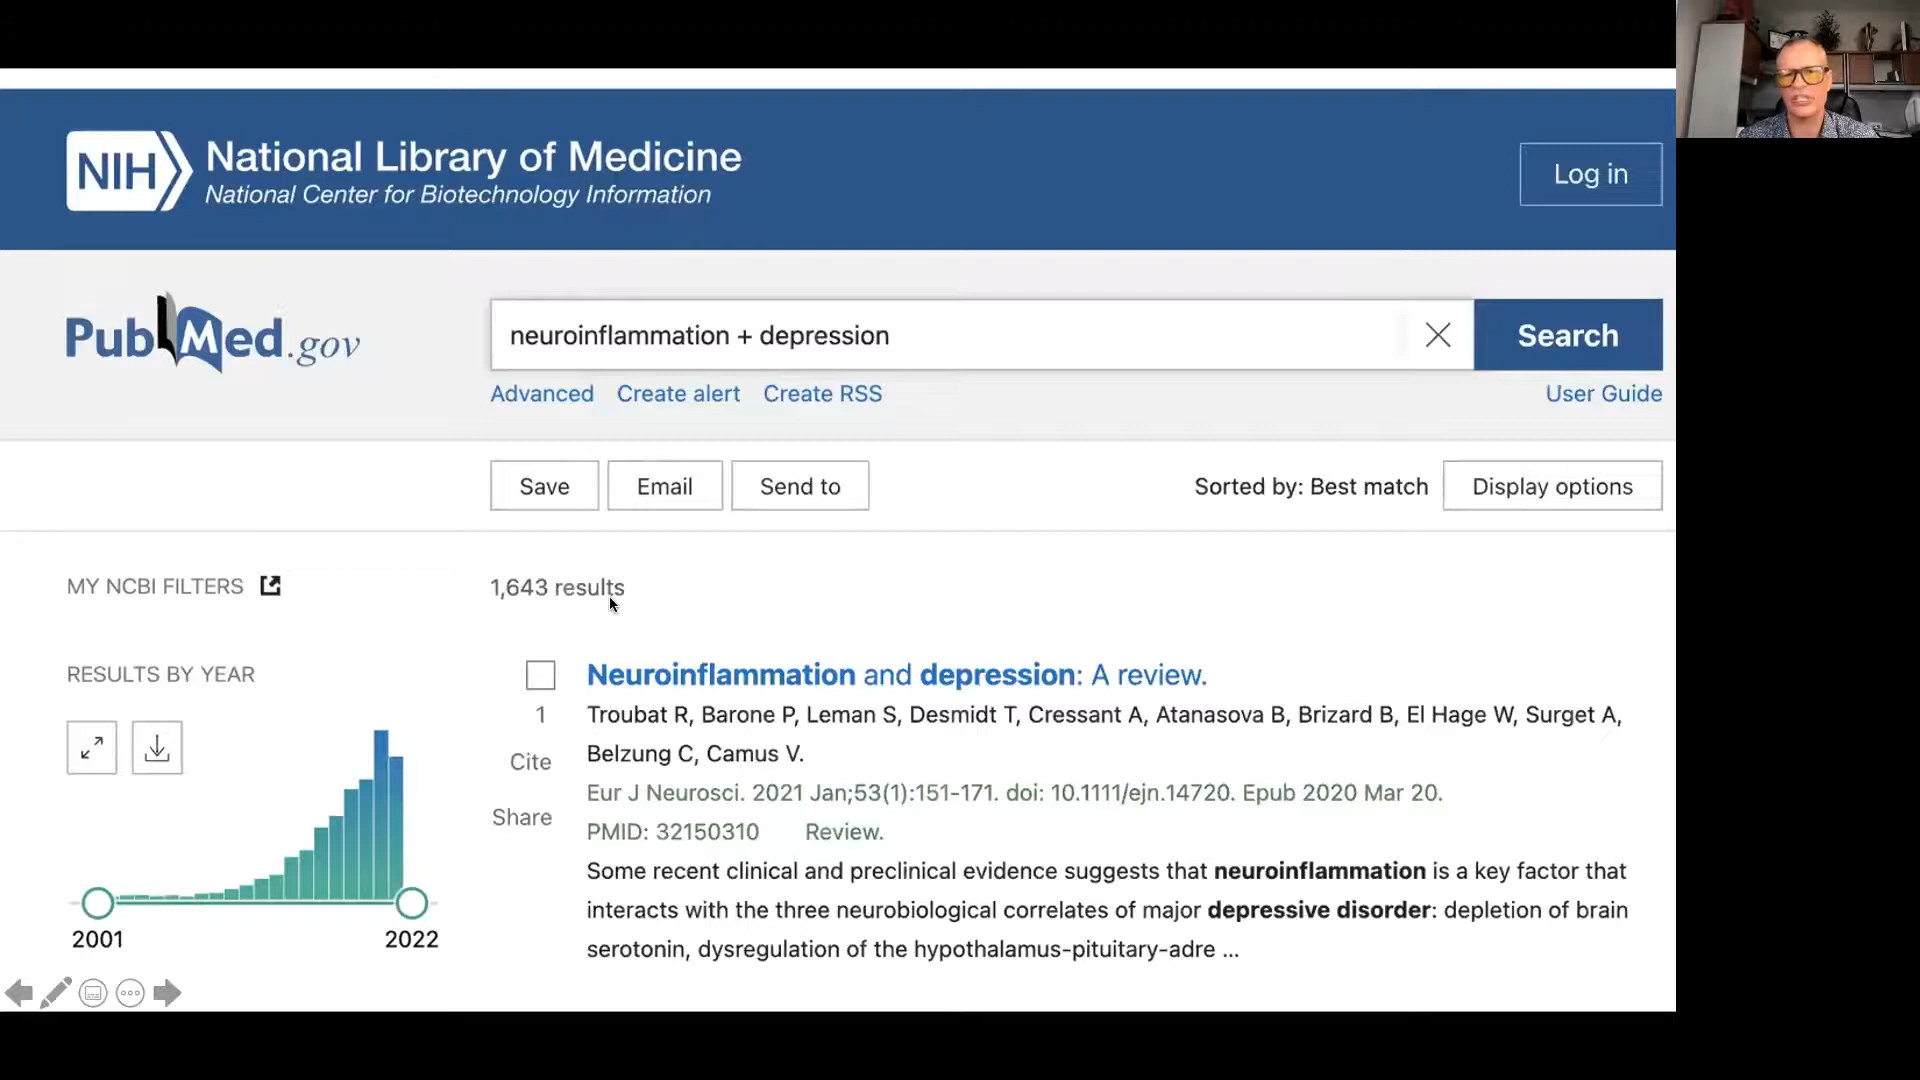 NIH National Library of Medicine
National Center for Biotechnology Information
Log in
PubMed.gov
neuroinflammation + depression
Search
Advanced Create alert Create RSS
User Guide
Save Email Send to
Sorted by: Best match Display options
MY NCBI FILTERS
1,643 results
RESULTS BY YEAR
2001 2022
1
Cite
Share
Neuroinflammation and depression: A review.
Troubat R, Barone P, Leman S, Desmidt T, Cressant A, Atanasova B, Brizard B, El Hage W, Surget A,
Belzung C, Camus V.
Eur J Neurosci. 2021 Jan;53(1):151-171. doi: 10.1111/ejn.14720. Epub 2020 Mar 20.
PMID: 32150310 Review.
Some recent clinical and preclinical evidence suggests that neuroinflammation is a key factor that
interacts with the three neurobiological correlates of major depressive disorder: depletion of brain
serotonin, dysregulation of the hypothalamus-pituitary-adre ...